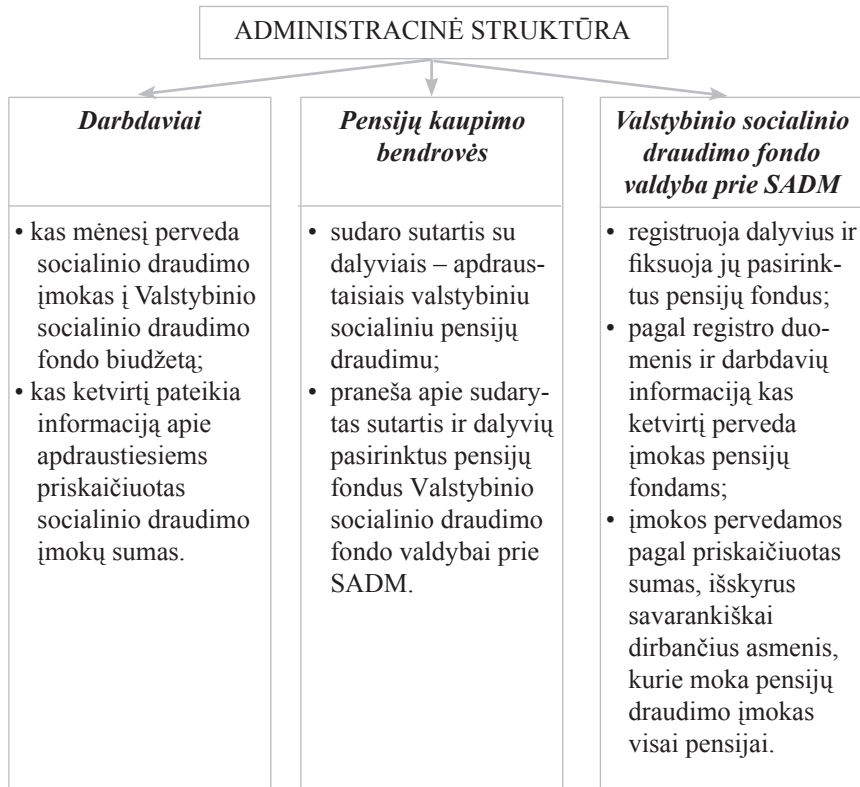 ADMINISTRACINĖ STRUKTŪRA
Darbdaviai
• kas mėnesį perveda
socialinio draudimo
įmokas į Valstybinio
socialinio draudimo
fondo biudžetą;
• kas ketvirtį pateikia
informaciją apie
apdraustiesiems
priskaičiuotas
socialinio draudimo
įmokų sumas.
Pensijų kaupimo
bendrovės
• sudaro sutartis su
dalyviais – apdraus-
taisiais valstybiniu
socialiniu pensijų
draudimu;
• praneša apie sudary-
tas sutartis ir dalyvių
pasirinktus pensijų
fondus Valstybinio
socialinio draudimo
fondo valdybai prie
SADM.
Valstybinio socialinio
draudimo fondo
valdyba prie SADM
• registruoja dalyvius ir
fiksuoja jų pasirink-
tus pensijų fondus;
• pagal registro duo-
menis ir darbdavių
informaciją kas
ketvirtį perveda
įmokas pensijų
fondams;
• įmokos pervedamos
pagal priskaičiuotas
sumas, išskyrus
savarankiškai
dirbančius asmenis,
kurie moka pensijų
draudimo įmokas
visai pensijai.